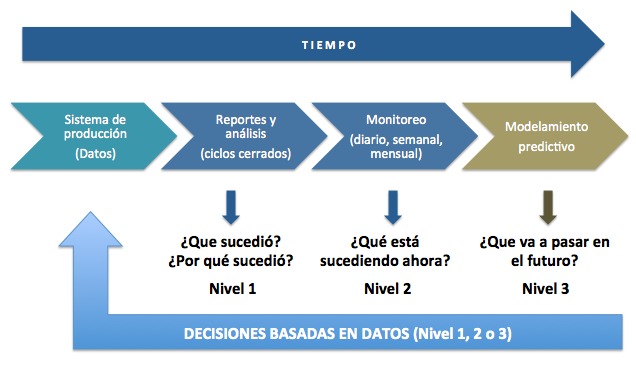 TIEMPO
Sistema de
producción
(Datos)
Reportes y
análisis
(ciclos cerrados)
Monitoreo
(diario, semanal,
mensual)
Modelamiento
predictivo
¿Que sucedió?
¿Por qué sucedió?
Nivel 1
¿Qué está
sucediendo ahora?
Nivel 2
¿Que va a pasar en
el futuro?
Nivel 3
DECISIONES BASADAS EN DATOS (Nivel 1, 2 o 3)